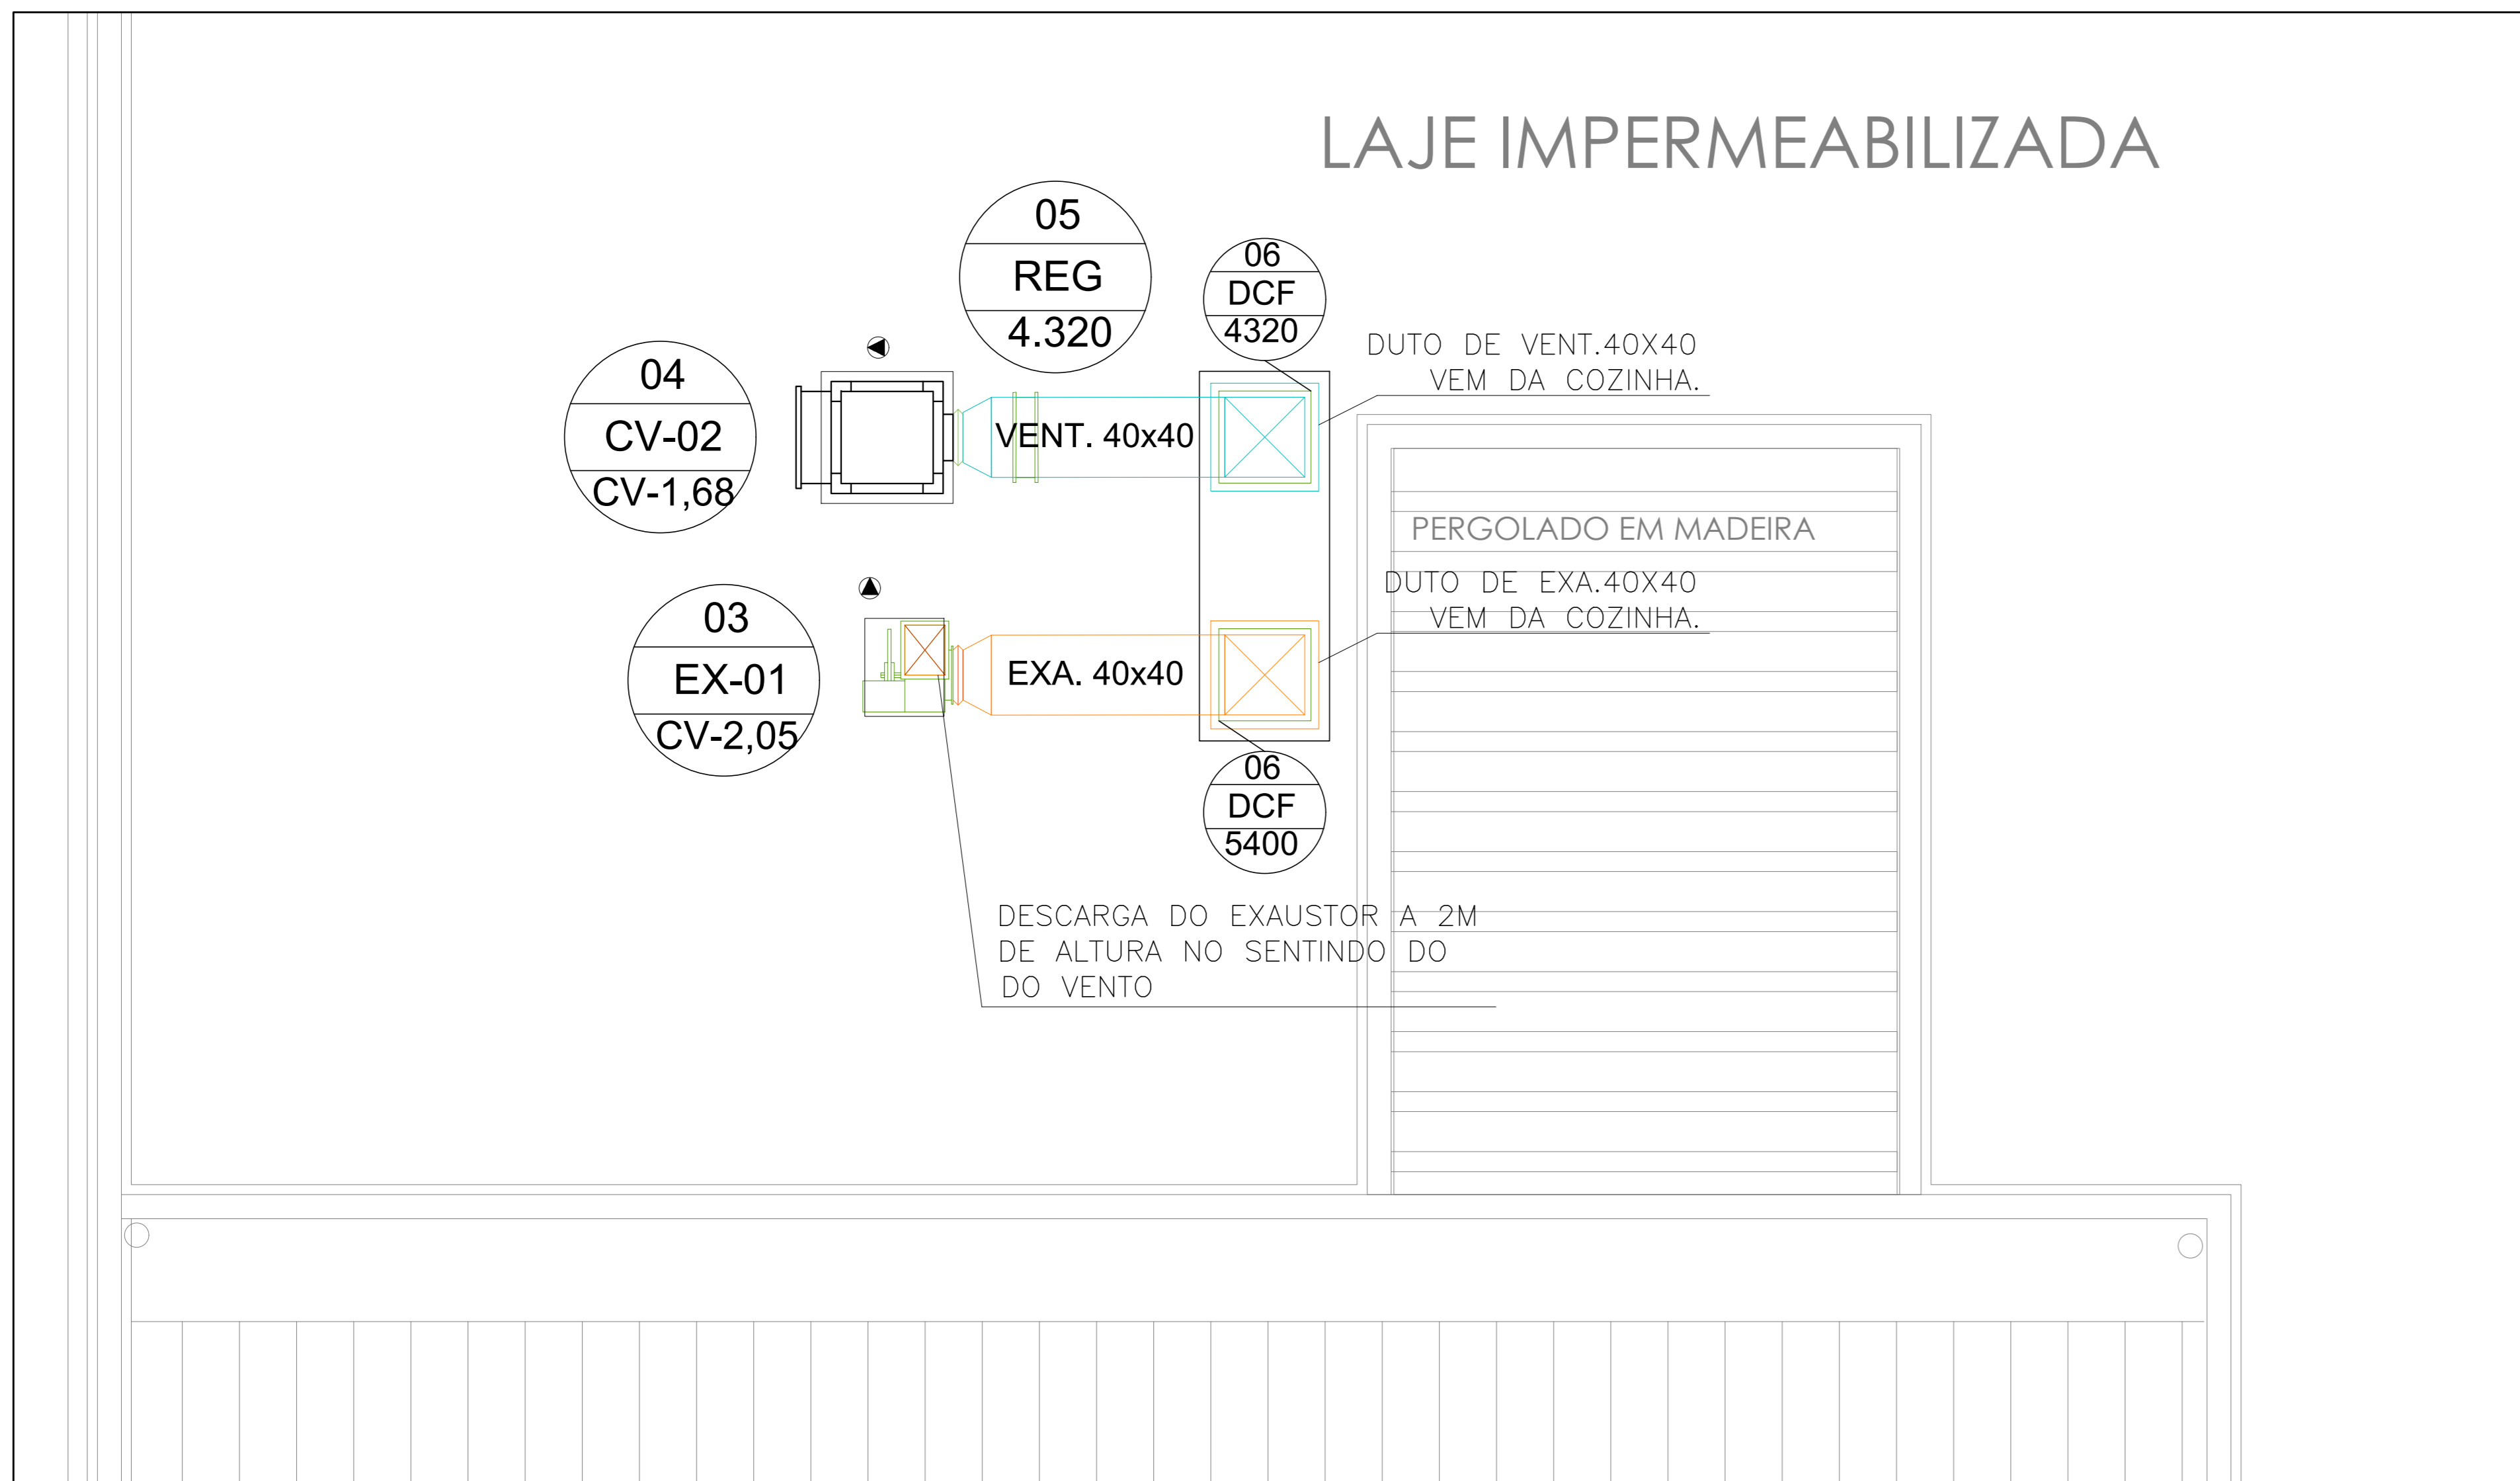 LAJE IMPERMEABILIZADA
05
REG
4.320
06
DCF
4320
DUTO DE VENT.40X40
VEM DA COZINHA.
04
CV-02
CV-1,68
VENT. 40x40
PERGOLADO EM MADEIRA
DUTO DE EXA.40X40
VEM DA COZINHA.
03
EX-01
CV-2,05
EXA. 40x40
06
DCF
5400
DESCARGA DO EXAUSTOR A 2M
DE ALTURA NO SENTINDO DO
DO VENTO